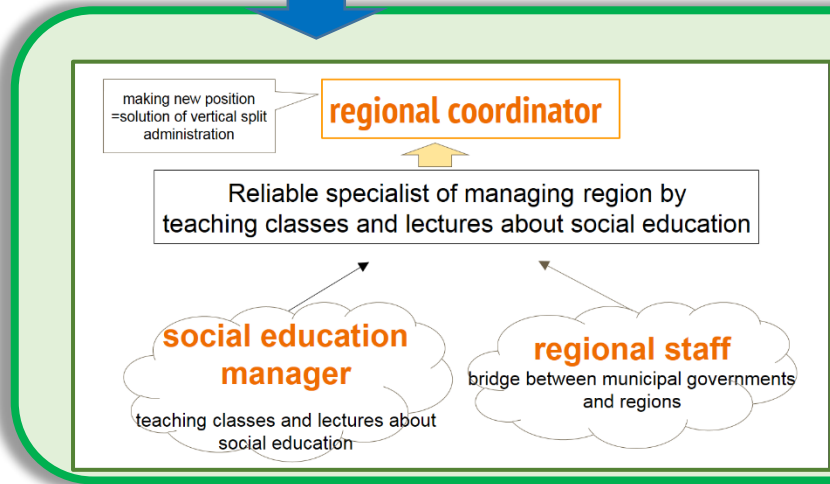 making new position
=solution of vertical split
administration
regional coordinator
Reliable specialist of managing region by
teaching classes and lectures about social education
social education
manager
teaching classes and lectures about
social education
regional staff
bridge between municipal governments
and regions